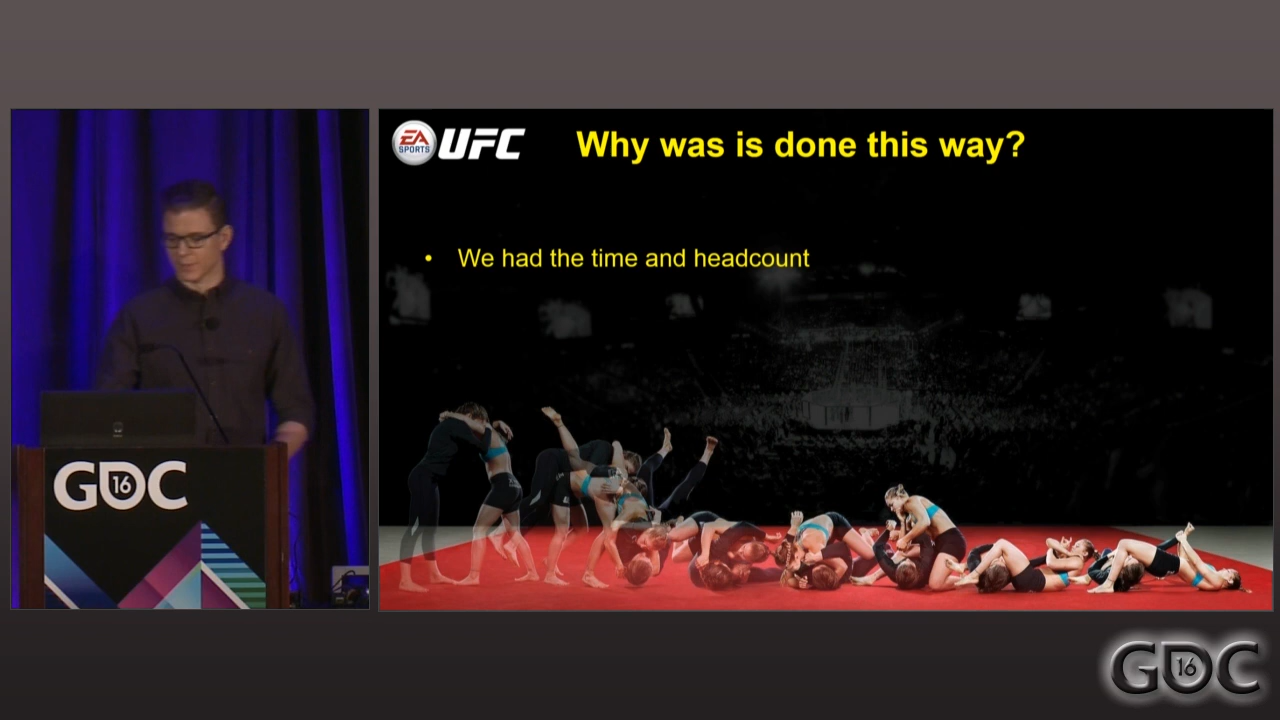 EA
SPORTS
UFC
Why was is done this way?
• We had the time and headcount
GDC
16
GDC
16